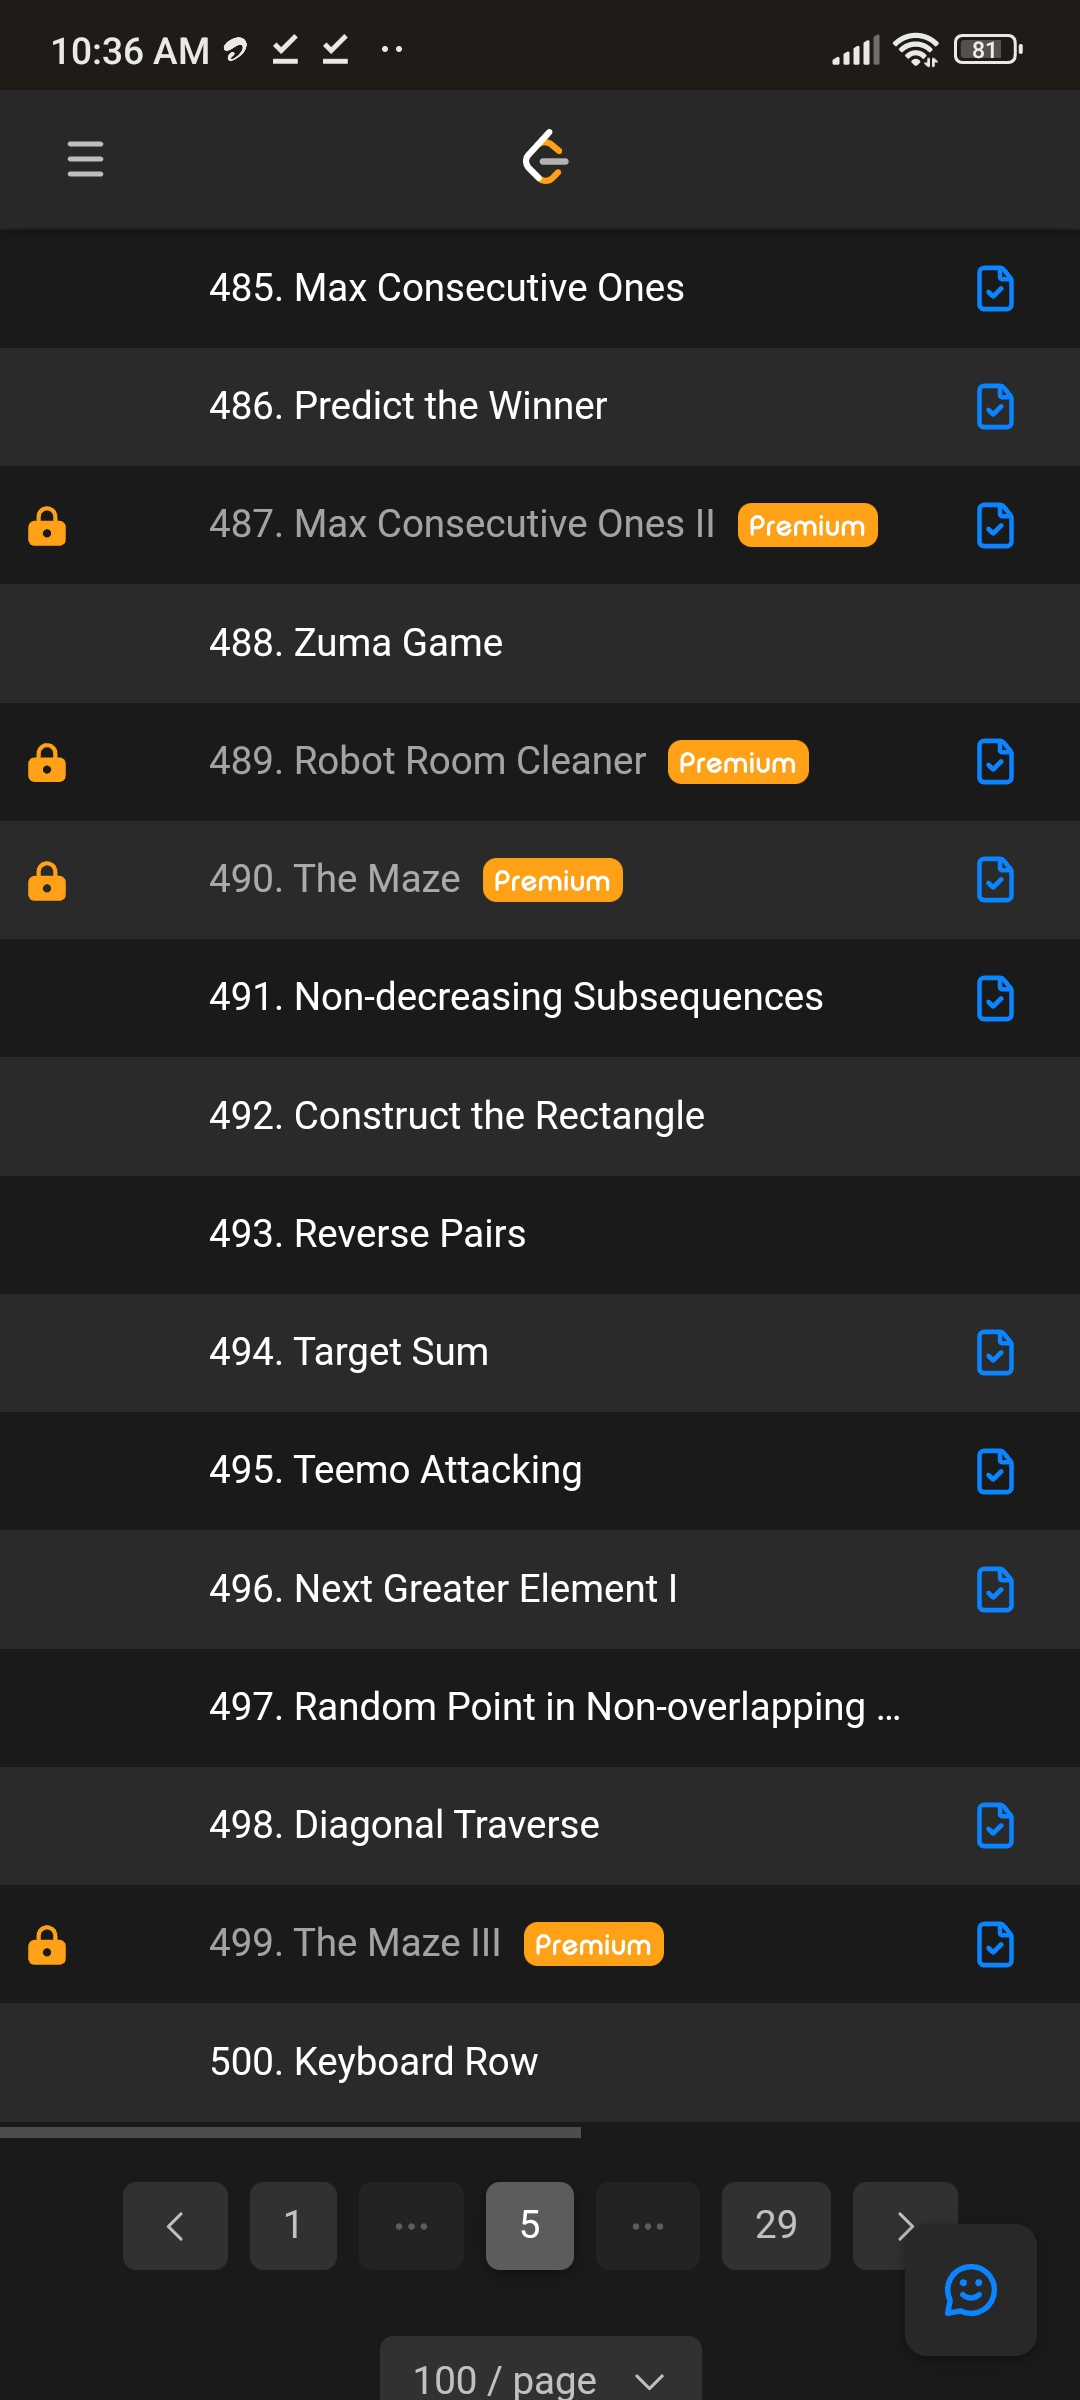 10:36 AM
81
485. Max Consecutive Ones
486. Predict the Winner
487. Max Consecutive Ones II Premium
488. Zuma Game
489. Robot Room Cleaner Premium
490. The Maze Premium
491. Non-decreasing Subsequences
492. Construct the Rectangle
493. Reverse Pairs
494. Target Sum
495. Teemo Attacking
496. Next Greater Element I
497. Random Point in Non-overlapping ...
498. Diagonal Traverse
499. The Maze III Premium
500. Keyboard Row
1 ... 5 ... 29
100 / page